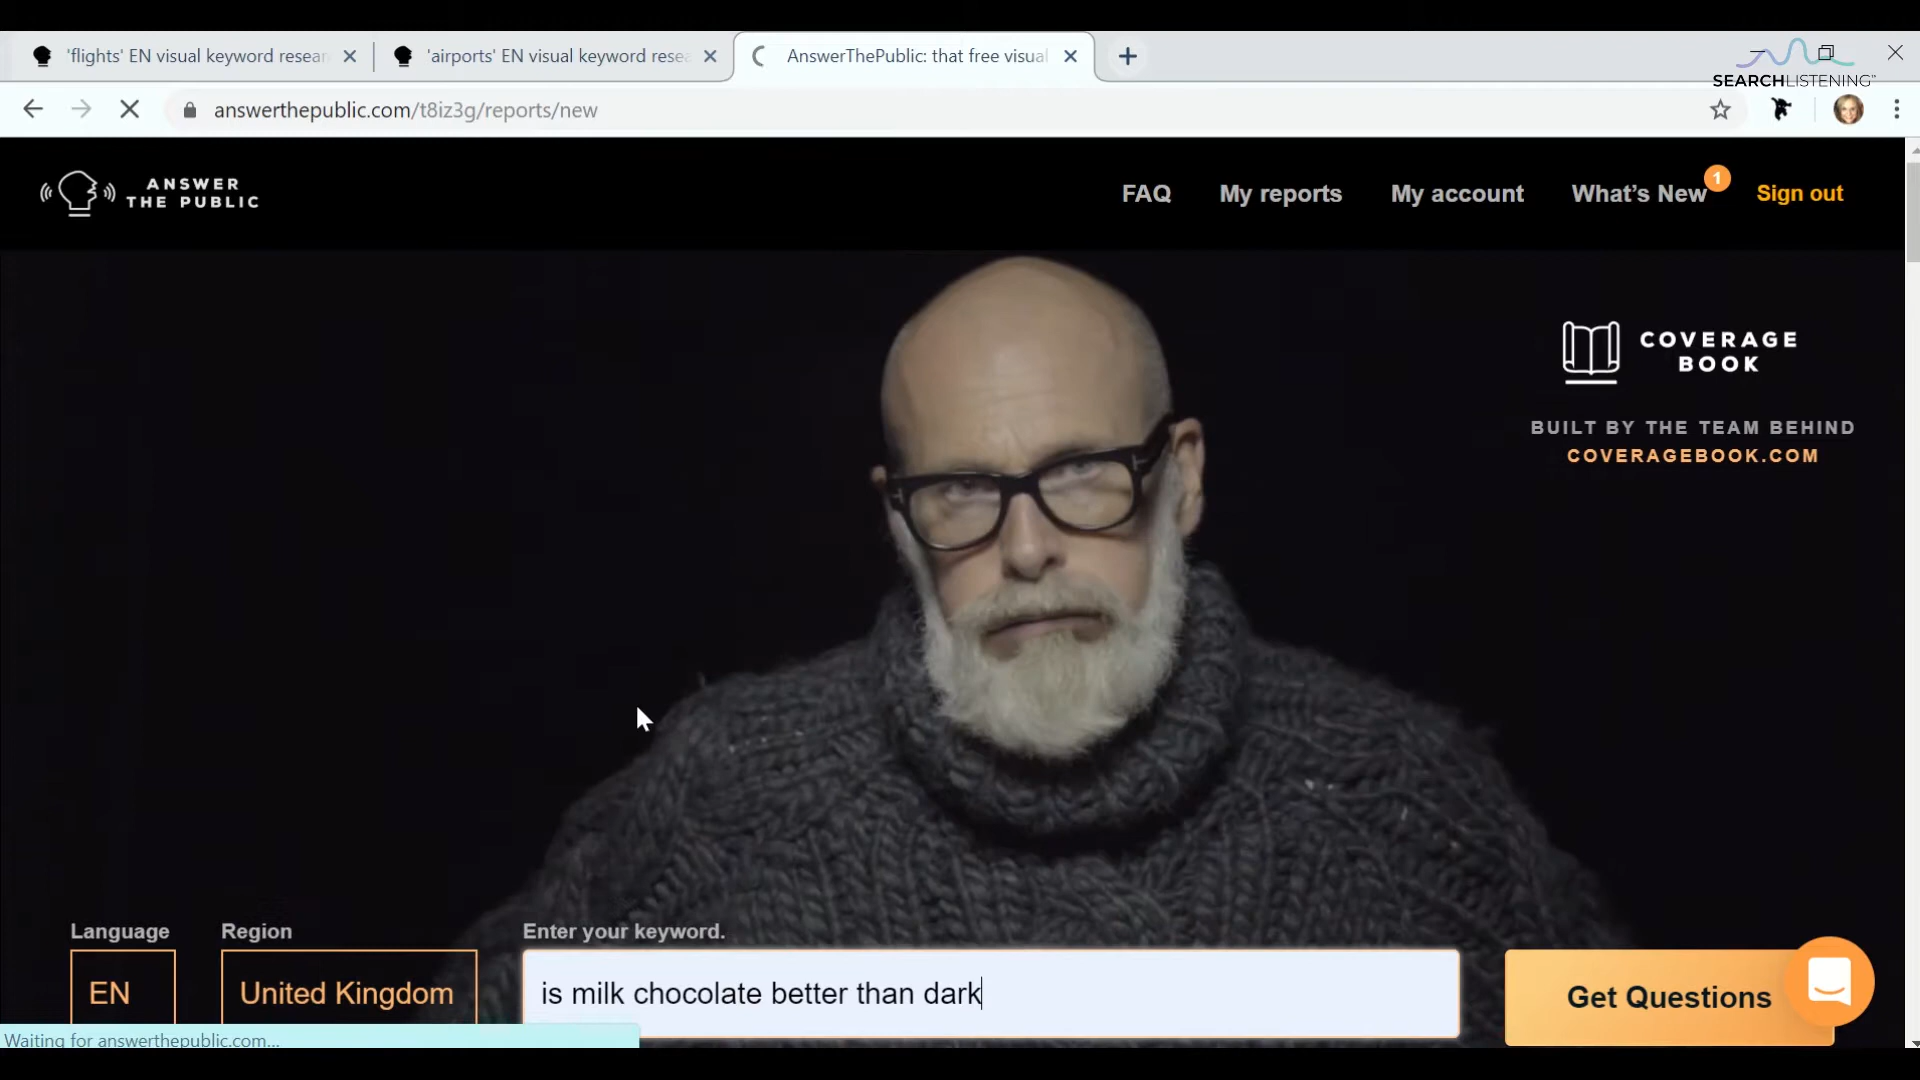 'flights' EN visual keyword resear
'airports' EN visual keyword resea
AnswerThePublic: that free visual
SEARCHLISTENING™
answerthepublic.com/t8iz3g/reports/new
ANSWER
THE PUBLIC
FAQ
My reports
My account
What's New
1
Sign out
COVERAGE
BOOK
BUILT BY THE TEAM BEHIND
COVERAGEBOOK.COM
Language
Region
Enter your keyword.
EN
United Kingdom
is milk chocolate better than dark
Get Questions
Waiting for answerthepublic.com...